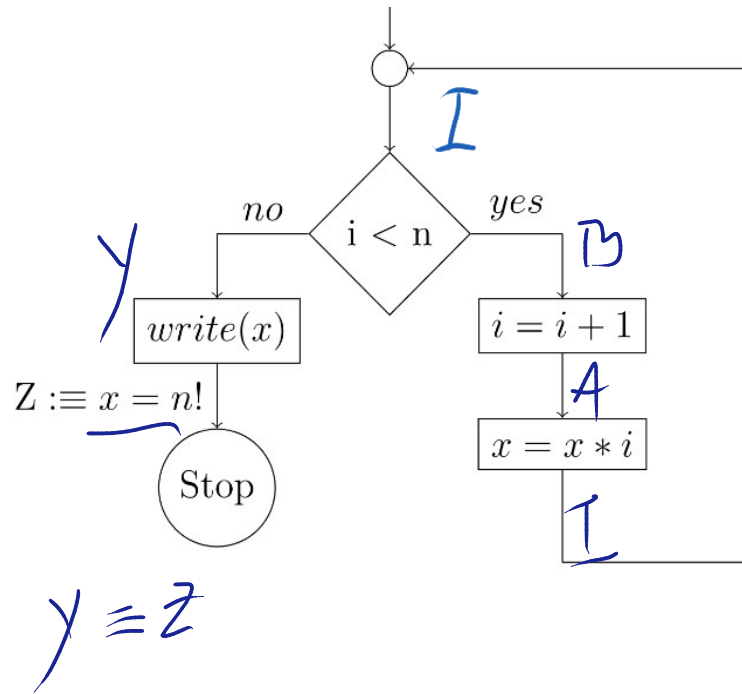 I
no
i < n
yes
Y
B
write(x)
i = i + 1
Z :≡ x = n!
A
x = x * i
Stop
I
y ≡ Z